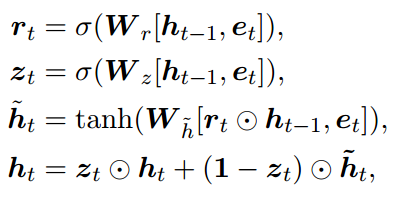 r_t = σ(W_r[h_{t−1}, e_t]),
z_t = σ(W_z[h_{t−1}, e_t]),
h̃_t = tanh(W_{h̃}[r_t ⊙ h_{t−1}, e_t]),
h_t = z_t ⊙ h_t + (1 − z_t) ⊙ h̃_t,